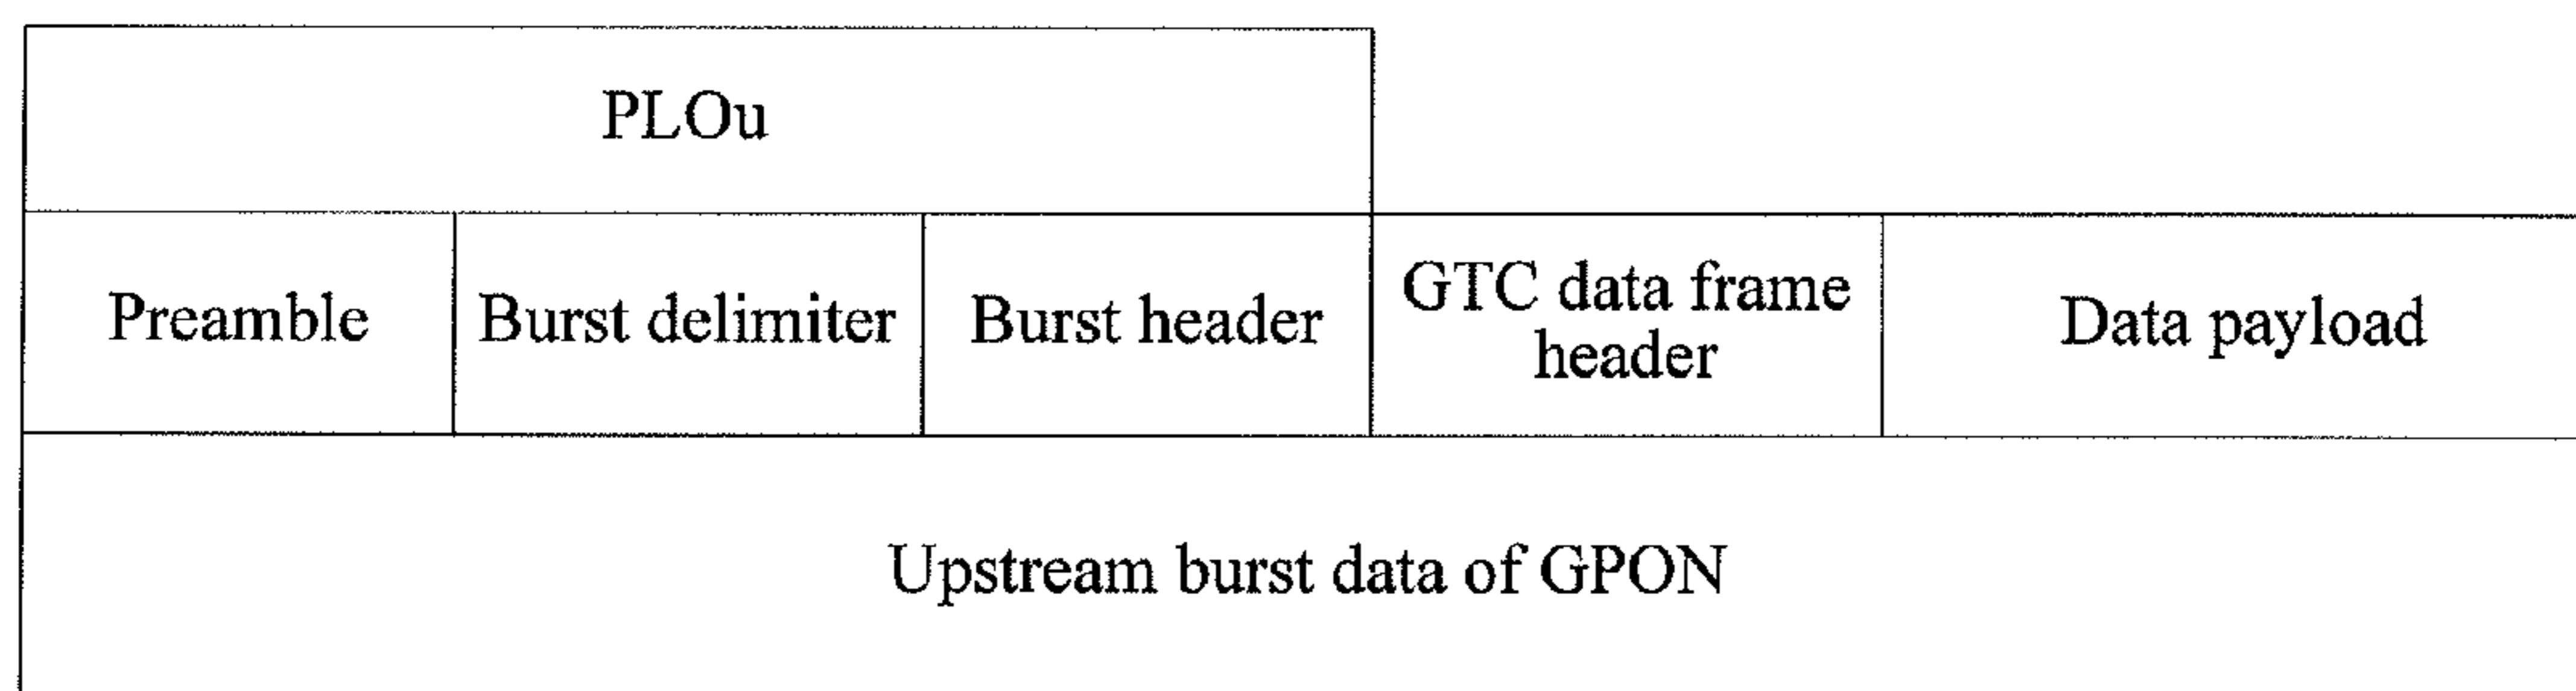 PLOu
Preamble
Burst delimiter
Burst header
GTC data frame
header
Data payload
Upstream burst data of GPON